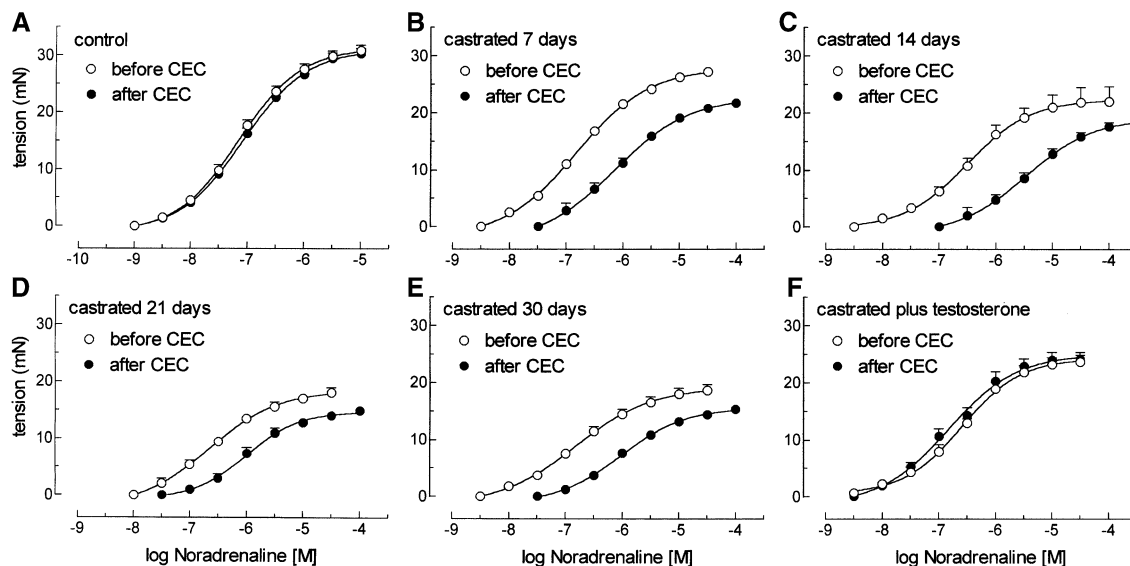 A
control
before CEC
after CEC
tension (mN)
30
20
10
0
-10 -9 -8 -7 -6 -5 -4
B
castrated 7 days
before CEC
after CEC
30
20
10
0
-9 -8 -7 -6 -5 -4
C
castrated 14 days
before CEC
after CEC
30
20
10
0
-9 -8 -7 -6 -5 -4
D
castrated 21 days
before CEC
after CEC
tension (mN)
30
20
10
0
-9 -8 -7 -6 -5 -4
log Noradrenaline [M]
E
castrated 30 days
before CEC
after CEC
30
20
10
0
-9 -8 -7 -6 -5 -4
log Noradrenaline [M]
F
castrated plus testosterone
before CEC
after CEC
30
20
10
0
-9 -8 -7 -6 -5 -4
log Noradrenaline [M]